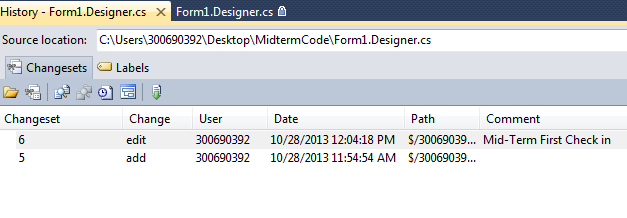 History - Form1.Designer.cs Form1.Designer.cs
Source location: C:\Users\300690392\Desktop\MidtermCode\Form1.Designer.cs
Changesets Labels
Changeset Change User Date Path Comment
6 edit 300690392 10/28/2013 12:04:18 PM $/30069039... Mid-Term First Check in
5 add 300690392 10/28/2013 11:54:54 AM $/30069039...